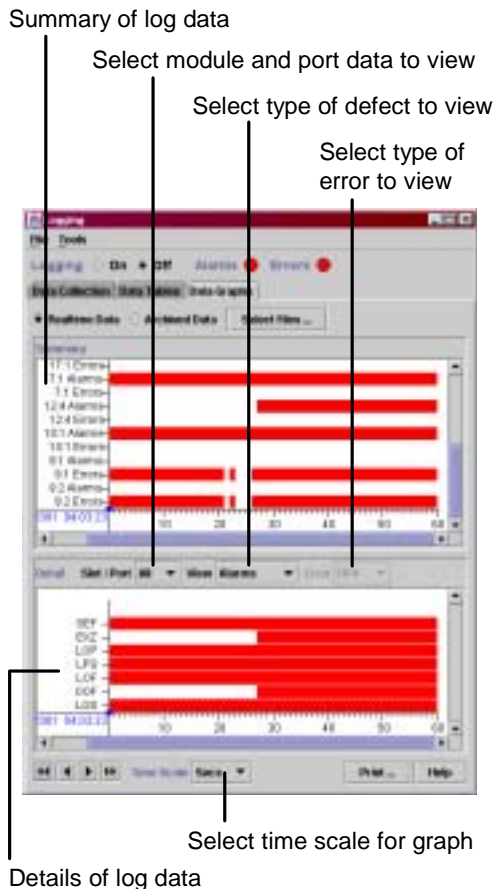 Summary of log data
Select module and port data to view
Select type of defect to view
Select type of
error to view
Logging
File Tools
Logging On Off Alarms Errors
Data Collection Data Tables Data Graphs
Realtime Data Archived Data Select Files ...
Summary
17.1 Errors
7.1 Alarms
7.1 Errors
12.4 Alarms
12.4 Errors
10.1 Alarms
10.1 Errors
9.1 Alarms
9.1 Errors
9.2 Alarms
9.2 Errors
10 20 30 40 50 60
Detail Slot / Port All View Alarms Error
SEF
EXZ
LOP
LPS
LOF
OOF
LOS
10 20 30 40 50 60
Time Scale Secs Print ... Help
Select time scale for graph
Details of log data